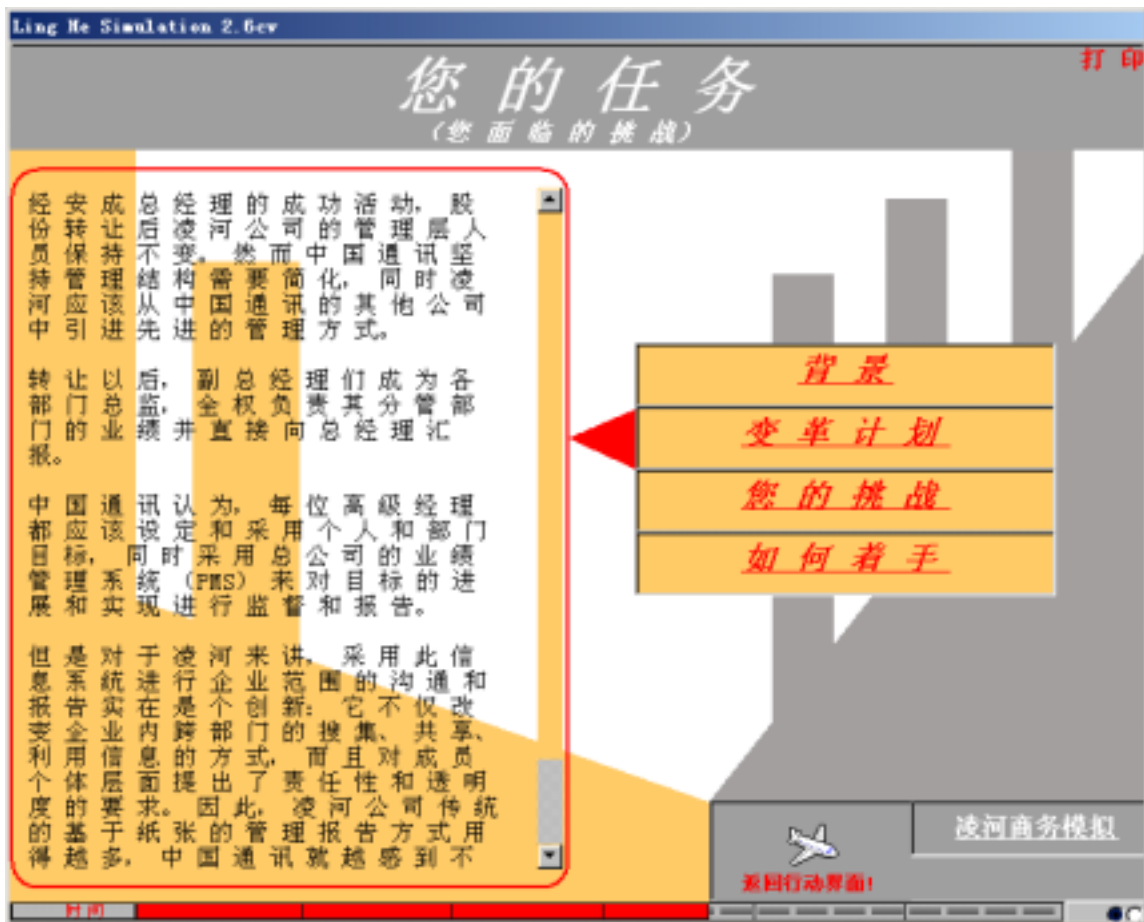 Ling He Simulation 2.6cv
打 印
您 的 任 务
(您 面 临 的 挑 战)
经 安 成 总 经 理 的 成 功 活 动， 股
份 转 让 后 凌 河 公 司 的 管 理 层 人
员 保 持 不 变。 然 而 中 国 通 讯 坚
持 管 理 结 构 需 要 简 化， 同 时 凌
河 应 该 从 中 国 通 讯 的 其 他 公 司
中 引 进 先 进 的 管 理 方 式。
转 让 以 后， 副 总 经 理 们 成 为 各
部 门 总 监， 全 权 负 责 其 分 管 部
门 的 业 绩 并 直 接 向 总 经 理 汇
报。
中 国 通 讯 认 为， 每 位 高 级 经 理
都 应 该 设 定 和 采 用 个 人 和 部 门
目 标， 同 时 采 用 总 公 司 的 业 绩
管 理 系 统 (PMS) 来 对 目 标 的 进
展 和 实 现 进 行 监 督 和 报 告。
但 是 对 于 凌 河 来 讲， 采 用 此 信
息 系 统 进 行 企 业 范 围 的 沟 通 和
报 告 实 在 是 个 创 新： 它 不 仅 改
变 企 业 内 跨 部 门 的 搜 集、 共 享、
利 用 信 息 的 方 式， 而 且 对 成 员
个 体 层 面 提 出 了 责 任 性 和 透 明
度 的 要 求。 因 此， 凌 河 公 司 传 统
的 基 于 纸 张 的 管 理 报 告 方 式 用
得 越 多， 中 国 通 讯 就 越 感 到 不
背 景
变 革 计 划
您 的 挑 战
如 何 着 手
凌河商务模拟
返回行动界面!
时 间